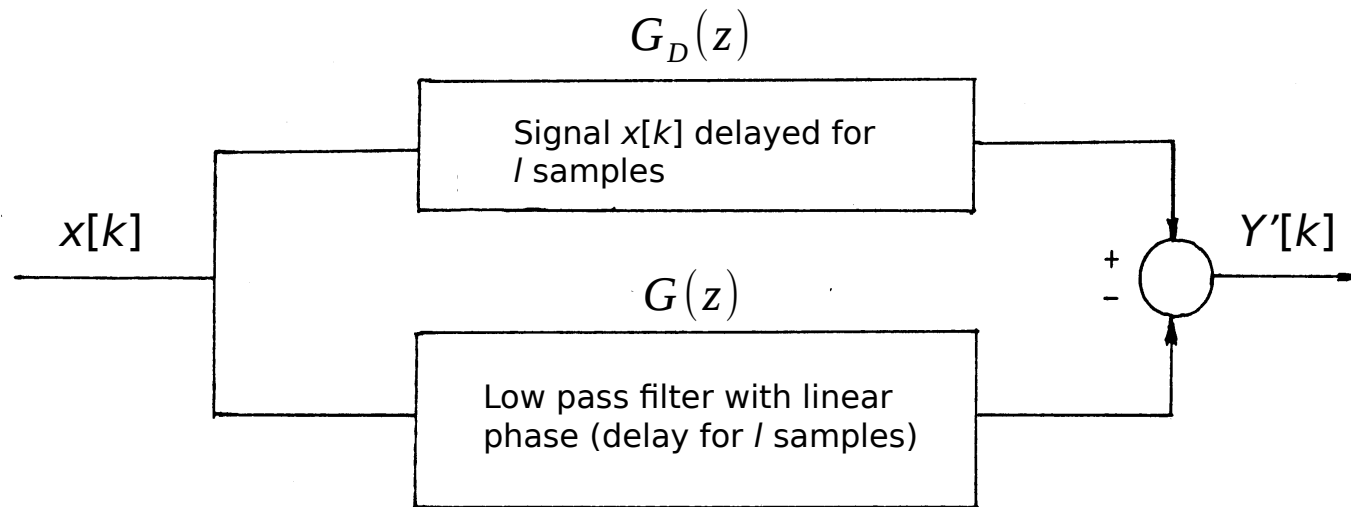 G_D(z)
Signal x[k] delayed for
l samples
x[k]
Y'[k]
+
-
G(z)
Low pass filter with linear
phase (delay for l samples)